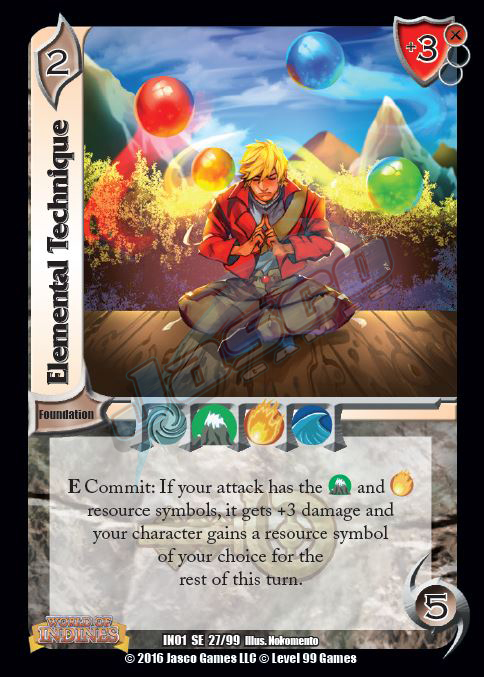 2
+3
Elemental Technique
Foundation
E Commit: If your attack has the and
resource symbols, it gets +3 damage and
your character gains a resource symbol
of your choice for the
rest of this turn.
5
WORLD OF
INDINES
IN01 SE 27/99 Illus. Nokomento
© 2016 Jasco Games LLC © Level 99 Games
Jasco